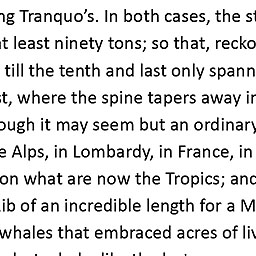 ng Tranquo’s. In both cases, the st
t least ninety tons; so that, recko
till the tenth and last only spann
st, where the spine tapers away in
ough it may seem but an ordinary
e Alps, in Lombardy, in France, in
on what are now the Tropics; and
ib of an incredible length for a M
whales that embraced acres of liv